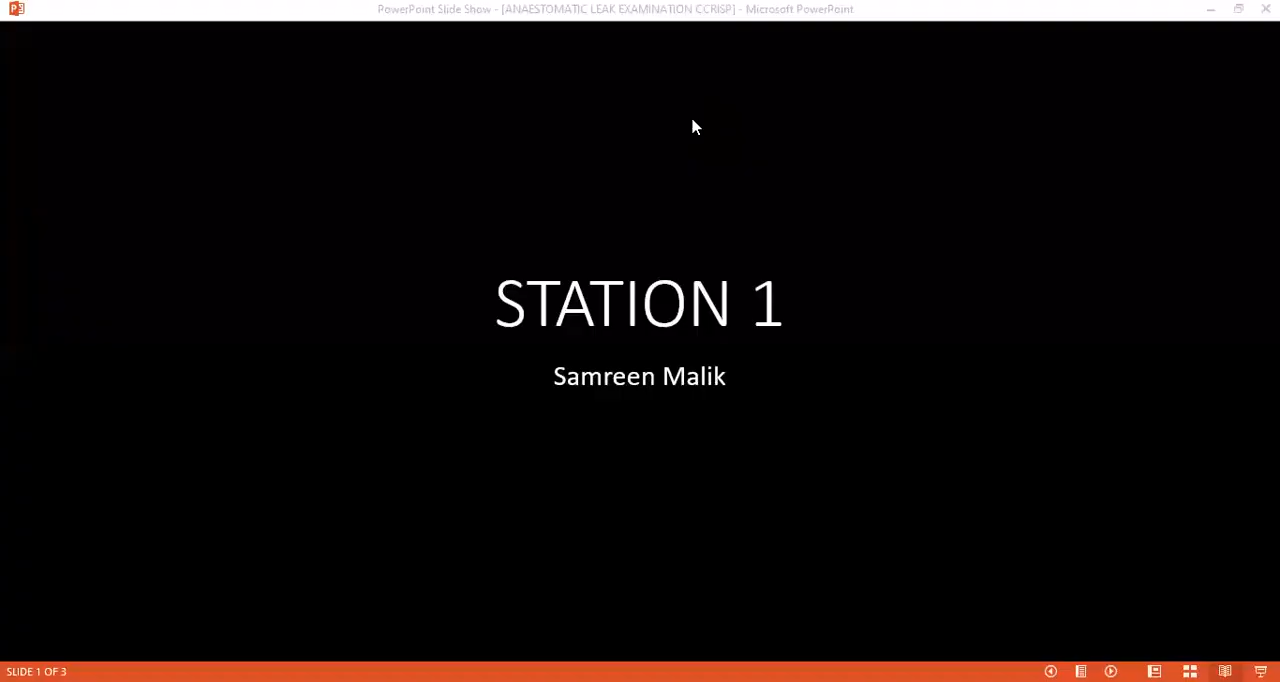 PowerPoint Slide Show - [ANAESTOMATIC LEAK EXAMINATION CCRISP] - Microsoft PowerPoint
STATION 1
Samreen Malik
SLIDE 1 OF 3